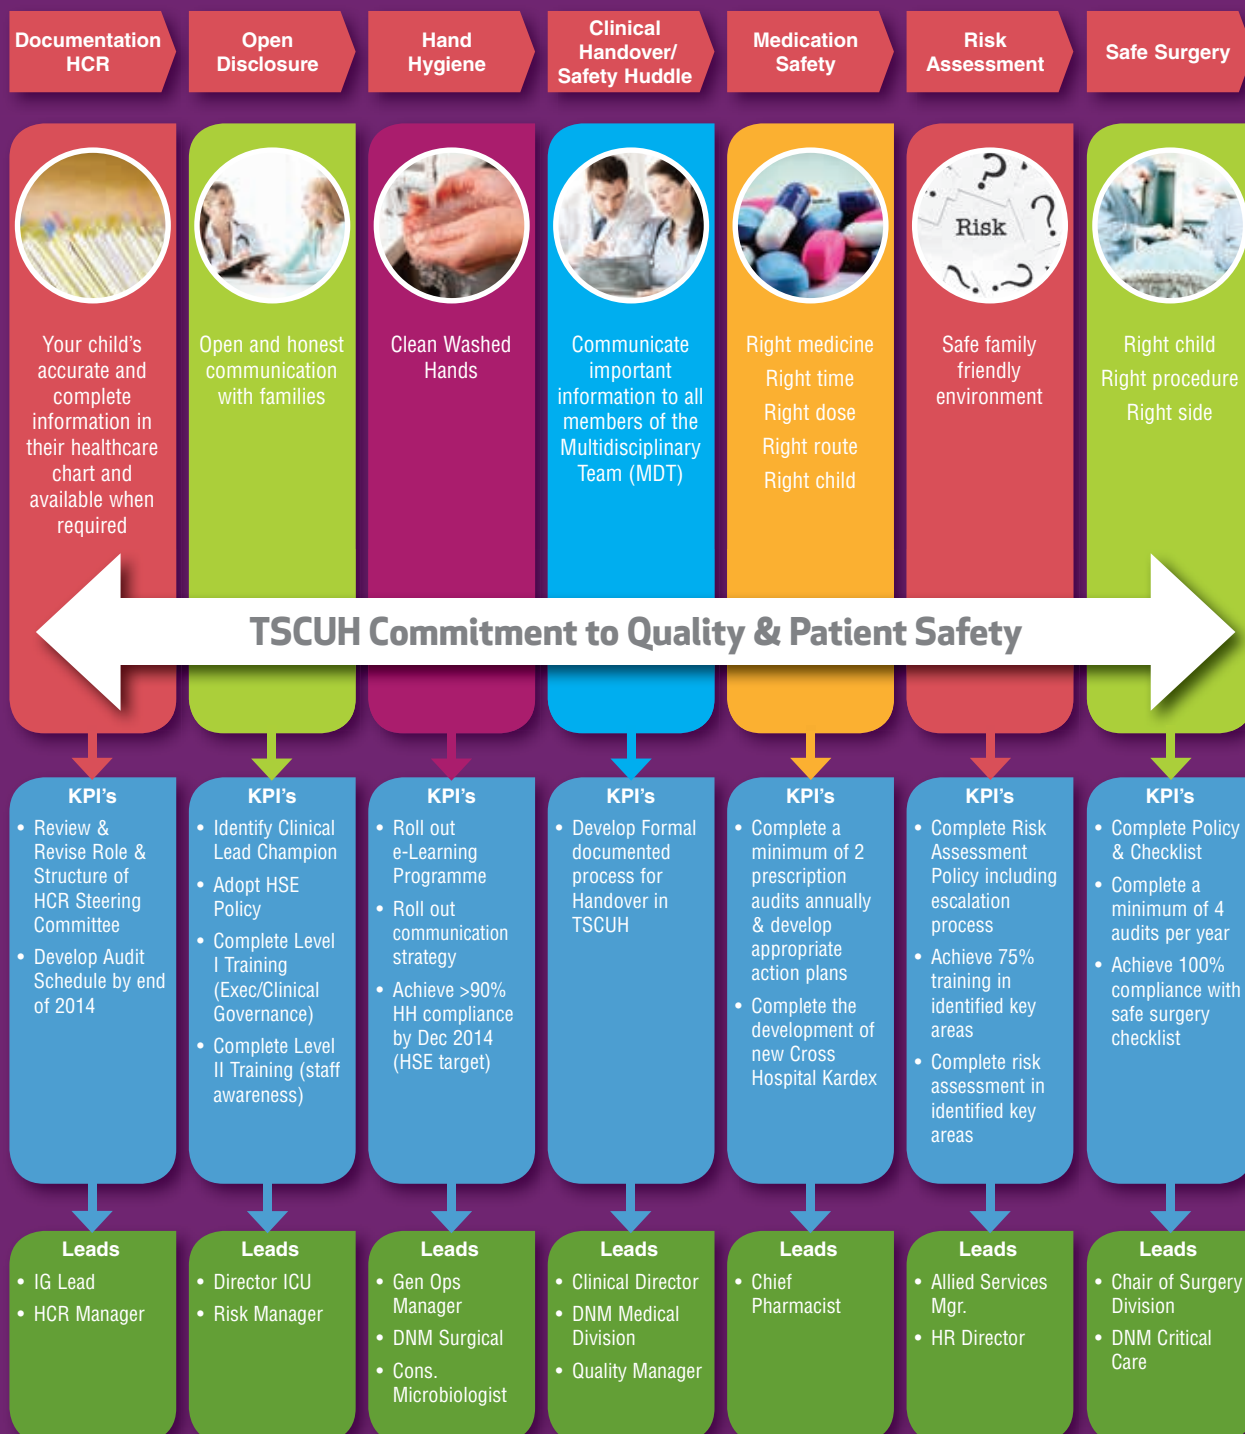 Documentation
HCR
Open
Disclosure
Hand
Hygiene
Clinical
Handover/
Safety Huddle
Medication
Safety
Risk
Assessment
Safe Surgery
Risk
Your child's
accurate and
complete
information in
their healthcare
chart and
available when
required
Open and honest
communication
with families
Clean Washed
Hands
Communicate
important
information to all
members of the
Multidisciplinary
Team (MDT)
Right medicine
Right time
Right dose
Right route
Right child
Safe family
friendly
environment
Right child
Right procedure
Right side
TSCUH Commitment to Quality & Patient Safety
KPI's
• Review &
Revise Role &
Structure of
HCR Steering
Committee
• Develop Audit
Schedule by end
of 2014
KPI's
• Identify Clinical
Lead Champion
• Adopt HSE
Policy
• Complete Level
I Training
(Exec/Clinical
Governance)
• Complete Level
II Training (staff
awareness)
KPI's
• Roll out
e-Learning
Programme
• Roll out
communication
strategy
• Achieve >90%
HH compliance
by Dec 2014
(HSE target)
KPI's
• Develop Formal
documented
process for
Handover in
TSCUH
KPI's
• Complete a
minimum of 2
prescription
audits annually
& develop
appropriate
action plans
• Complete the
development of
new Cross
Hospital Kardex
KPI's
• Complete Risk
Assessment
Policy including
escalation
process
• Achieve 75%
training in
identified key
areas
• Complete risk
assessment in
identified key
areas
KPI's
• Complete Policy
& Checklist
• Complete a
minimum of 4
audits per year
• Achieve 100%
compliance with
safe surgery
checklist
Leads
• IG Lead
• HCR Manager
Leads
• Director ICU
• Risk Manager
Leads
• Gen Ops
Manager
• DNM Surgical
• Cons.
Microbiologist
Leads
• Clinical Director
• DNM Medical
Division
• Quality Manager
Leads
• Chief
Pharmacist
Leads
• Allied Services
Mgr.
• HR Director
Leads
• Chair of Surgery
Division
• DNM Critical
Care